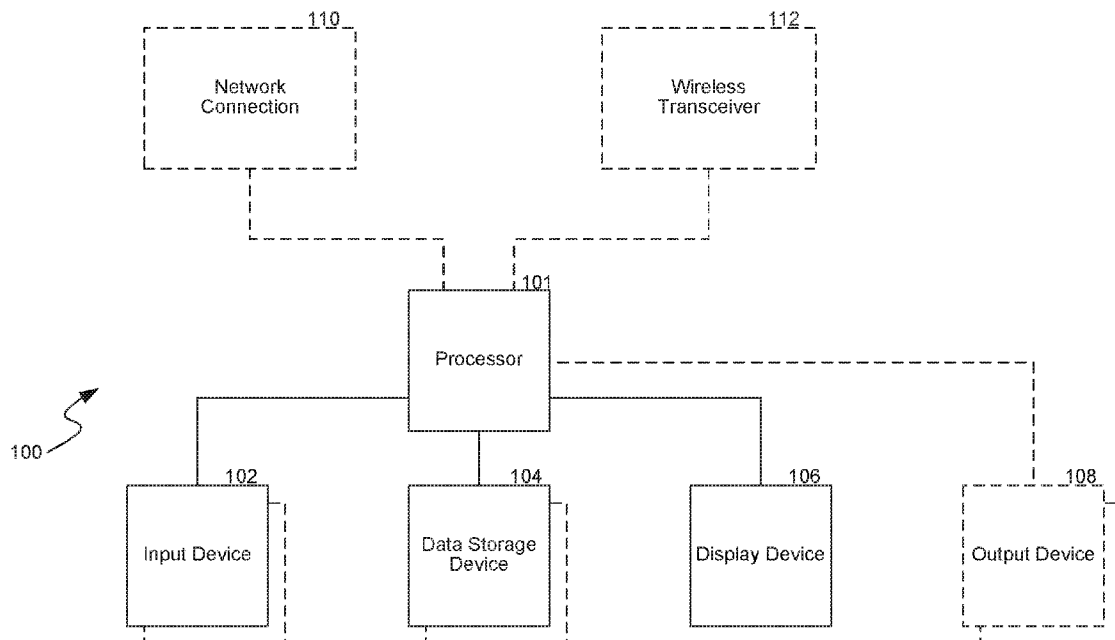 110
112
Network
Connection
Wireless
Transceiver
101
Processor
100
102
104
106
108
Input Device
Data Storage
Device
Display Device
Output Device